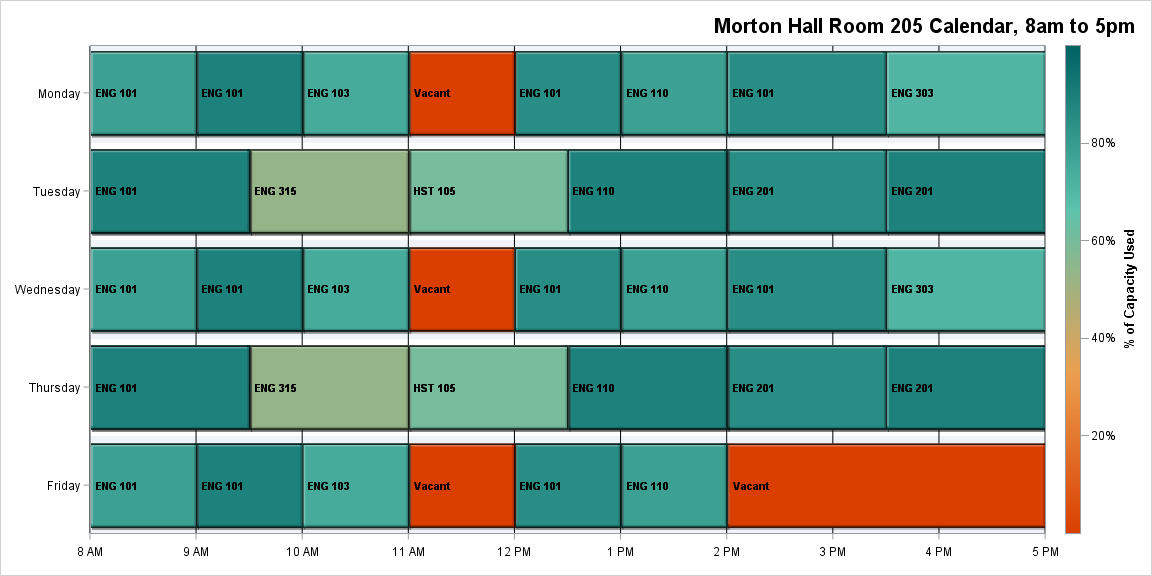 Morton Hall Room 205 Calendar, 8am to 5pm
Monday
ENG 101
ENG 101
ENG 103
Vacant
ENG 101
ENG 110
ENG 101
ENG 303
Tuesday
ENG 101
ENG 315
HST 105
ENG 110
ENG 201
ENG 201
Wednesday
ENG 101
ENG 101
ENG 103
Vacant
ENG 101
ENG 110
ENG 101
ENG 303
Thursday
ENG 101
ENG 315
HST 105
ENG 110
ENG 201
ENG 201
Friday
ENG 101
ENG 101
ENG 103
Vacant
ENG 101
ENG 110
Vacant
8 AM
9 AM
10 AM
11 AM
12 PM
1 PM
2 PM
3 PM
4 PM
5 PM
80%
60%
40%
20%
% of Capacity Used